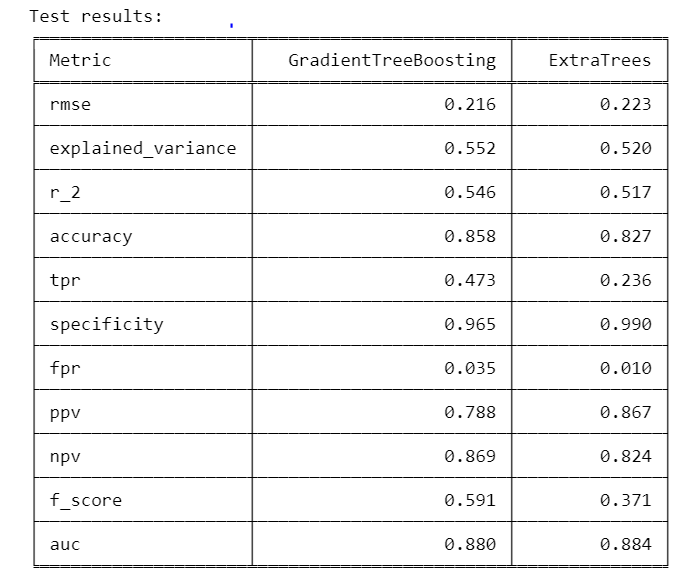 Test results:
Metric GradientTreeBoosting ExtraTrees
rmse 0.216 0.223
explained_variance 0.552 0.520
r_2 0.546 0.517
accuracy 0.858 0.827
tpr 0.473 0.236
specificity 0.965 0.990
fpr 0.035 0.010
ppv 0.788 0.867
npv 0.869 0.824
f_score 0.591 0.371
auc 0.880 0.884